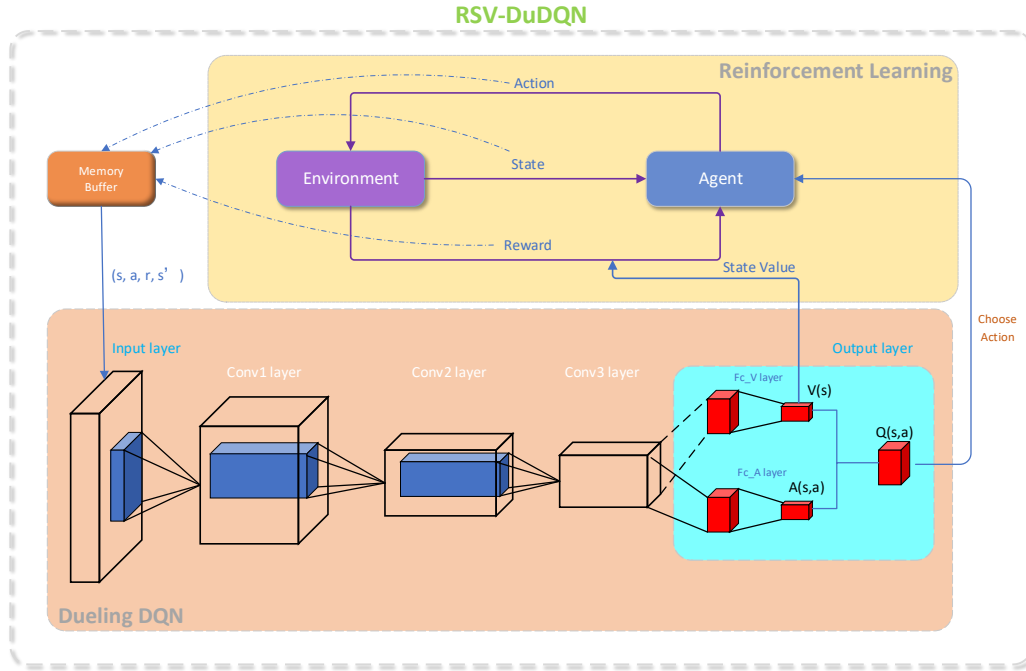 RSV-DuDQN
Reinforcement Learning
Action
State
Memory
Buffer
Environment
Agent
Reward
State Value
(s, a, r, s’ )
Choose
Action
Input layer
Conv1 layer
Conv2 layer
Conv3 layer
Output layer
Fc_V layer
V(s)
Q(s,a)
Fc_A layer
A(s,a)
Dueling DQN